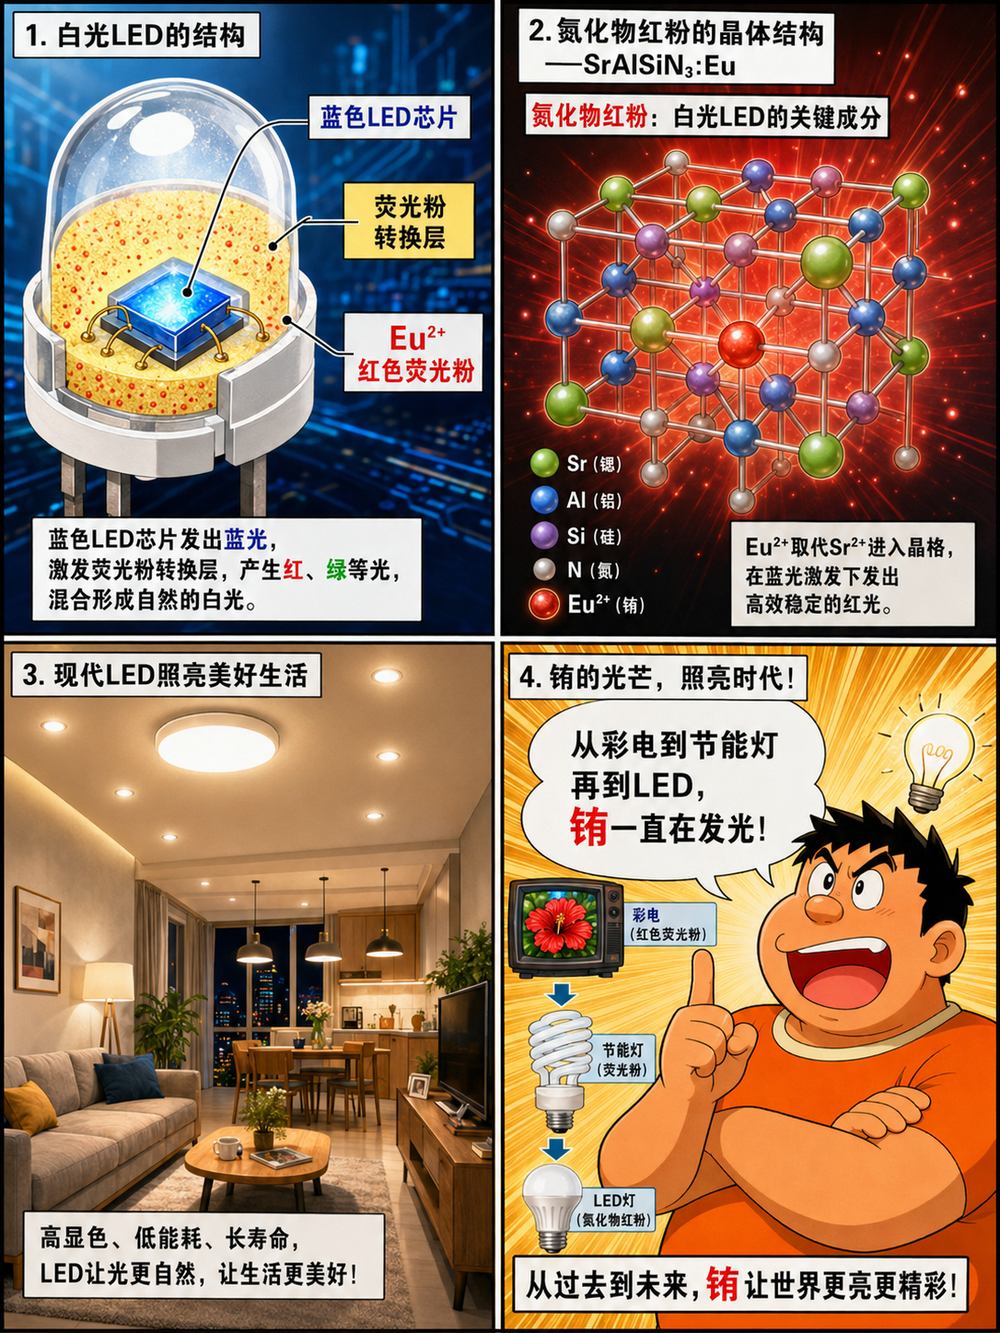 1. 白光LED的结构
蓝色LED芯片
荧光粉
转换层
Eu²⁺
红色荧光粉
蓝色LED芯片发出蓝光，
激发荧光粉转换层，产生红、绿等光，
混合形成自然的白光。
2. 氮化物红粉的晶体结构
——SrAlSiN₃:Eu
氮化物红粉：白光LED的关键成分
Sr (锶)
Al (铝)
Si (硅)
N (氮)
Eu²⁺ (铕)
Eu²⁺取代Sr²⁺进入晶格，
在蓝光激发下发出
高效稳定的红光。
3. 现代LED照亮美好生活
高显色、低能耗、长寿命，
LED让光更自然，让生活更美好！
4. 铕的光芒，照亮时代！
从彩电到节能灯
再到LED，
铕一直在发光！
彩电
(红色荧光粉)
节能灯
(荧光粉)
LED灯
(氮化物红粉)
从过去到未来，铕让世界更亮更精彩！